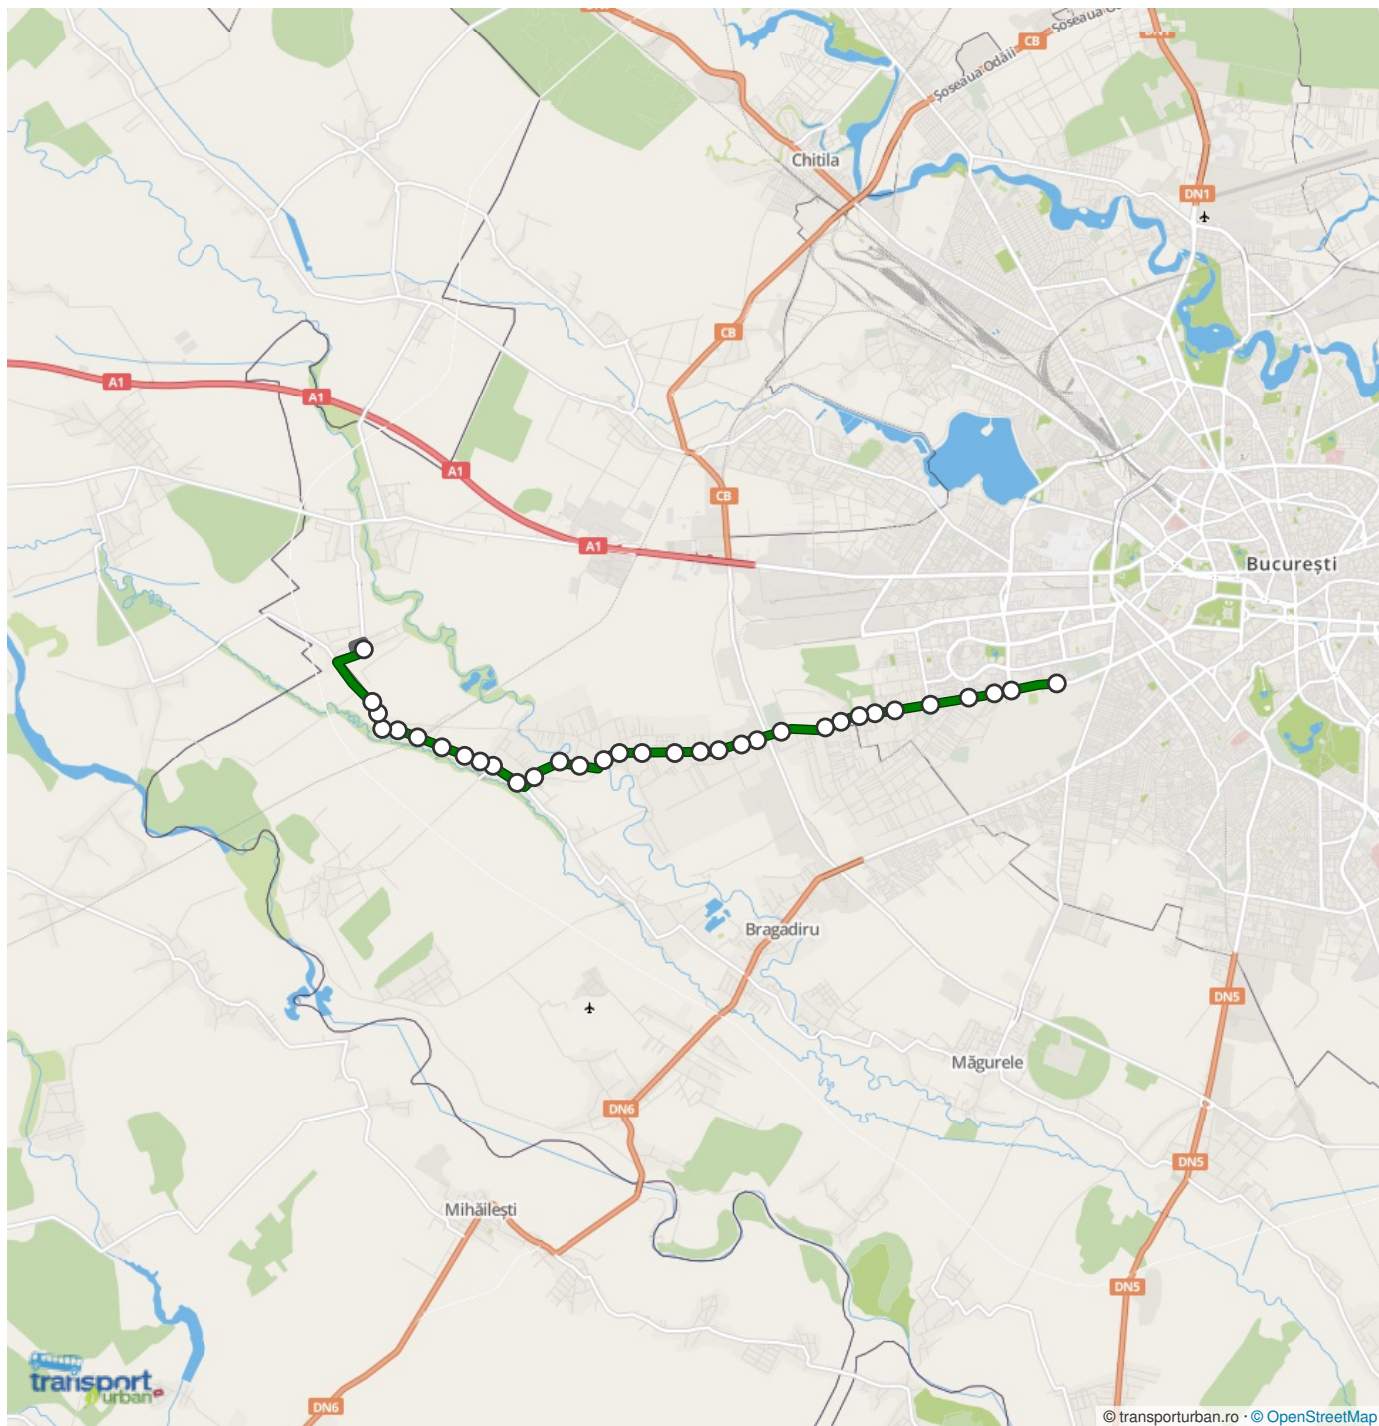 Șoseaua Odăii
CB
Chitila
DN1
CB
A1
A1
A1
CB
A1
București
Bragadiru
DN5
Măgurele
DN6
DN5
Mihăilești
DN5
DN6
transport
urban
© transporturban.ro · © OpenStreetMap